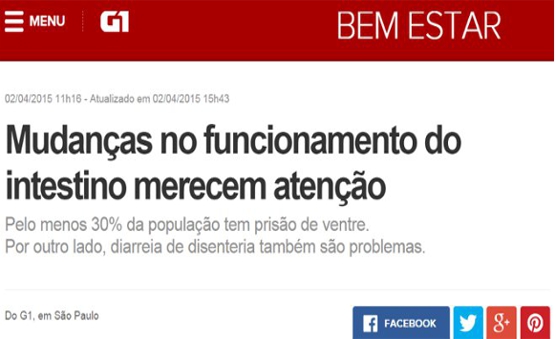 MENU G1 BEM ESTAR
02/04/2015 11h16 - Atualizado em 02/04/2015 15h43
Mudanças no funcionamento do
intestino merecem atenção
Pelo menos 30% da população tem prisão de ventre.
Por outro lado, diarreia de disenteria também são problemas.
Do G1, em São Paulo
FACEBOOK